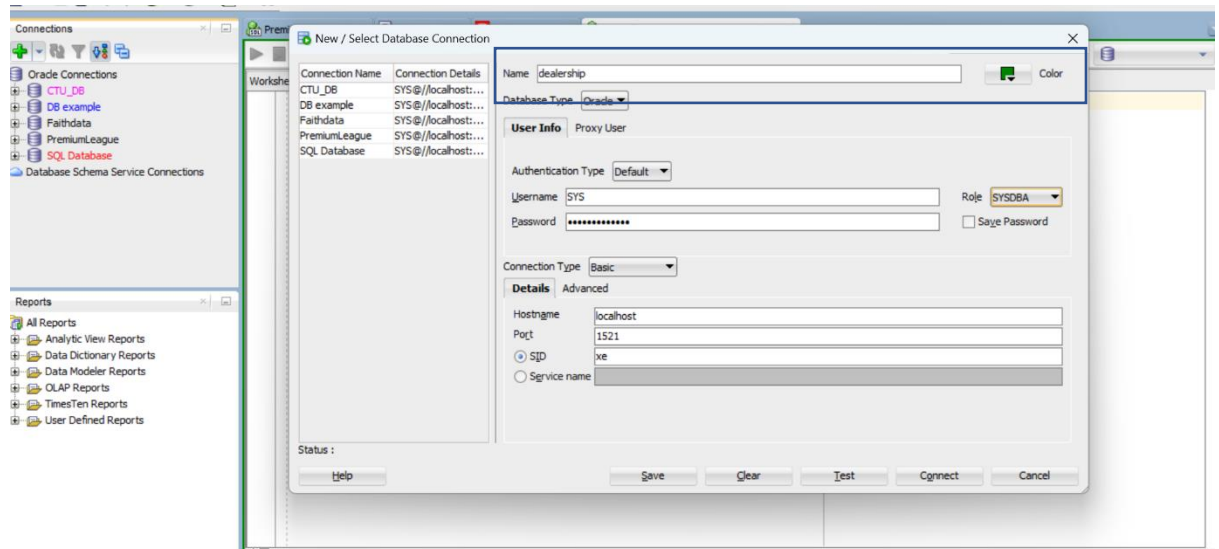 Connections
Oracle Connections
CTU_DB
DB example
Faithdata
PremiumLeague
SQL Database
Database Schema Service Connections
Reports
All Reports
Analytic View Reports
Data Dictionary Reports
Data Modeler Reports
OLAP Reports
TimesTen Reports
User Defined Reports
Prem
Workshe
New / Select Database Connection
Connection Name Connection Details
CTU_DB SYS@//localhost:...
DB example SYS@//localhost:...
Faithdata SYS@//localhost:...
PremiumLeague SYS@//localhost:...
SQL Database SYS@//localhost:...
Name dealership Color
Database Type Oracle
User Info Proxy User
Authentication Type Default
Username SYS Role SYSDBA
Password ••••••••••••• Save Password
Connection Type Basic
Details Advanced
Hostname localhost
Port 1521
SID xe
Service name
Status :
Help Save Clear Test Connect Cancel